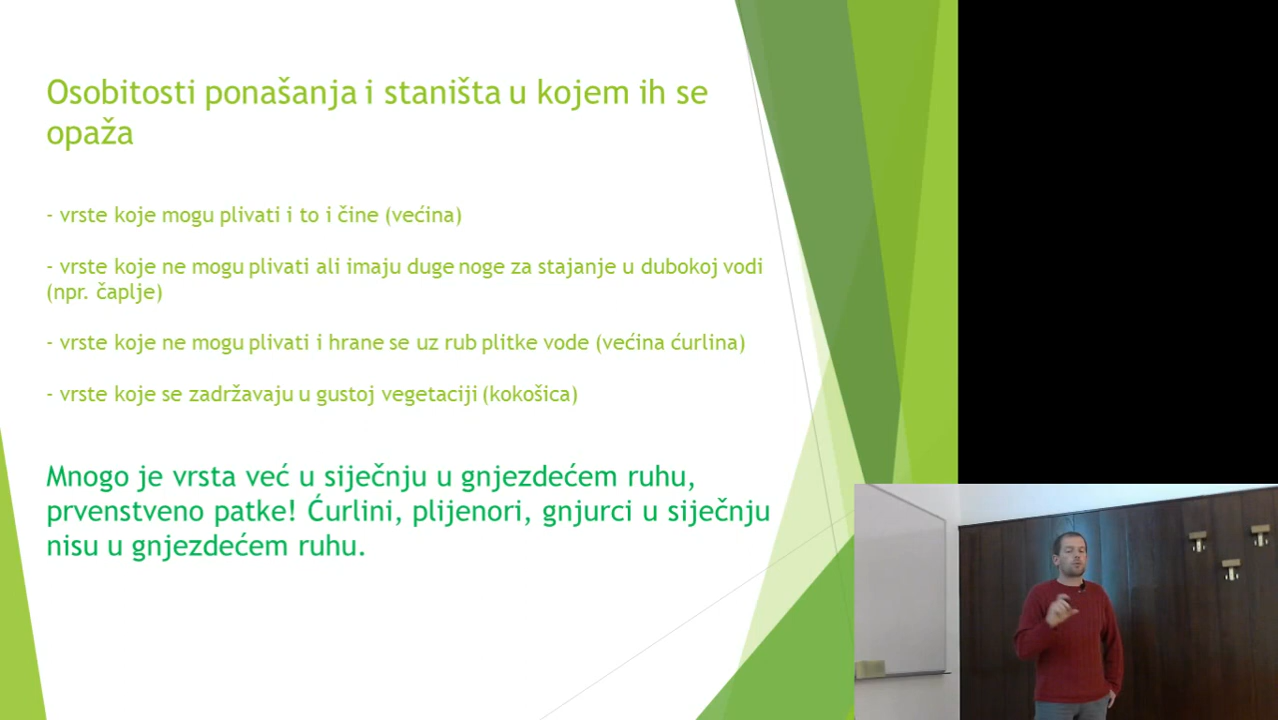 Osobitosti ponašanja i staništa u kojem ih se
opaža
- vrste koje mogu plivati i to i čine (većina)
- vrste koje ne mogu plivati ali imaju duge noge za stajanje u dubokoj vodi
(npr. čaplje)
- vrste koje ne mogu plivati i hrane se uz rub plitke vode (većina ćurlina)
- vrste koje se zadržavaju u gustoj vegetaciji (kokošica)
Mnogo je vrsta već u siječnju u gnjezdećem ruhu,
prvenstveno patke! Ćurlini, plijenori, gnjurci u siječnju
nisu u gnjezdećem ruhu.